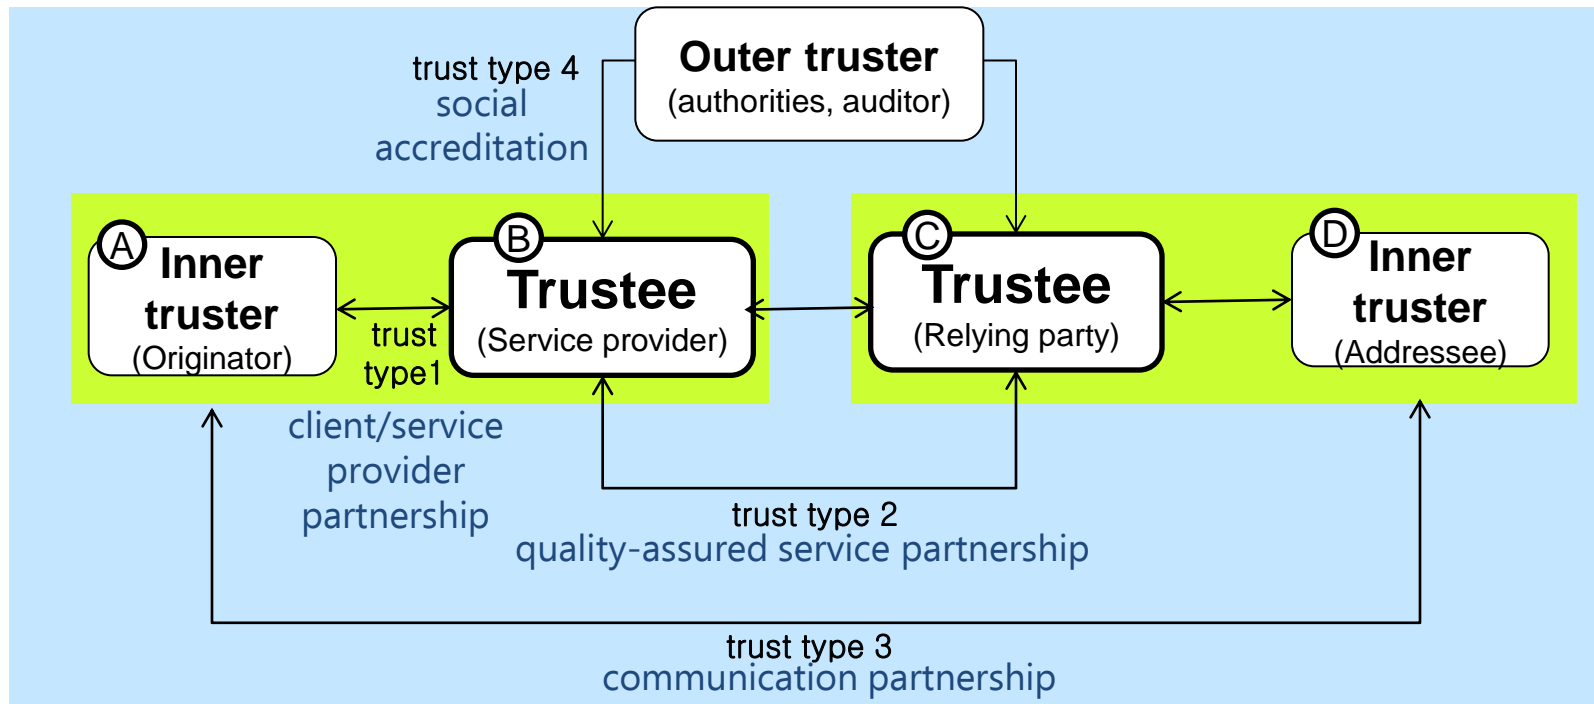 Outer truster
(authorities, auditor)
trust type 4
social
accreditation
A
Inner
truster
(Originator)
B
Trustee
(Service provider)
C
Trustee
(Relying party)
D
Inner
truster
(Addressee)
trust
type1
client/service
provider
partnership
trust type 2
quality-assured service partnership
trust type 3
communication partnership